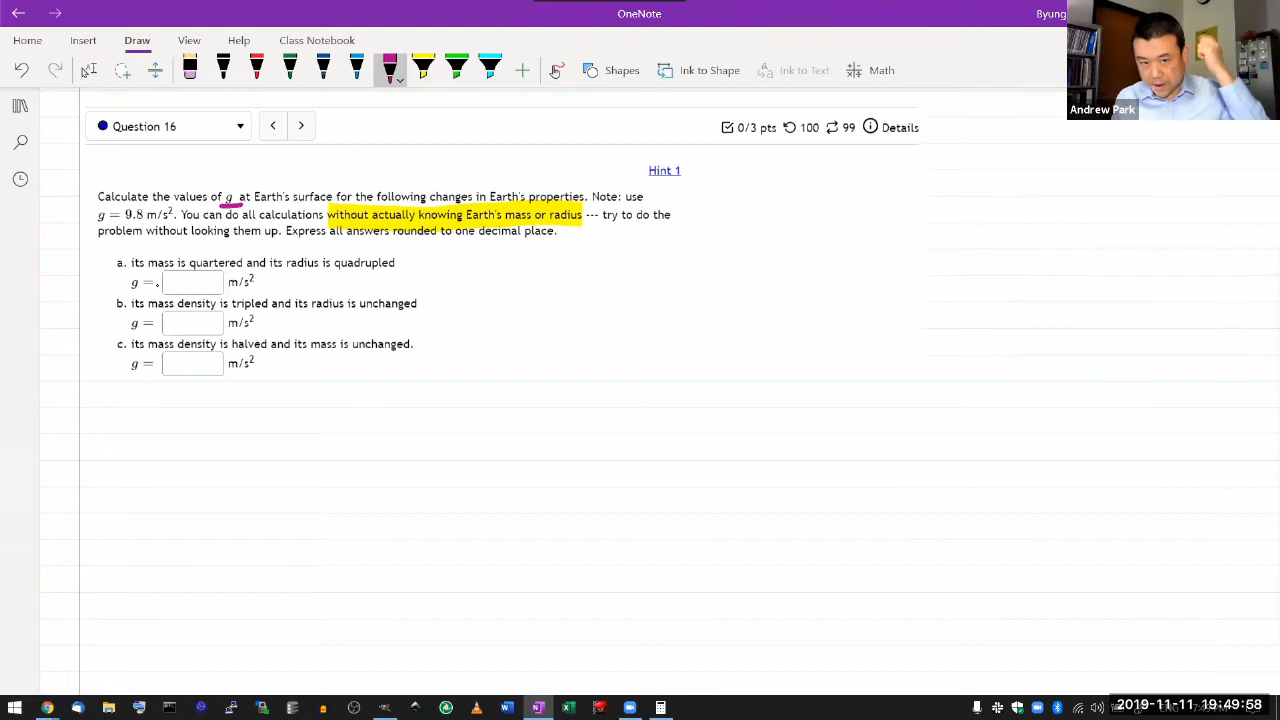 OneNote
Byung
Home Insert Draw View Help Class Notebook
Shapes Ink to Shape Ink to Text Math
Andrew Park
Question 16
0/3 pts 100 99 Details
Hint 1
Calculate the values of g at Earth's surface for the following changes in Earth's properties. Note: use
g = 9.8 m/s². You can do all calculations without actually knowing Earth's mass or radius --- try to do the
problem without looking them up. Express all answers rounded to one decimal place.
a. its mass is quartered and its radius is quadrupled
g = m/s²
b. its mass density is tripled and its radius is unchanged
g = m/s²
c. its mass density is halved and its mass is unchanged.
g = m/s²
2019-11-11 19:49:58